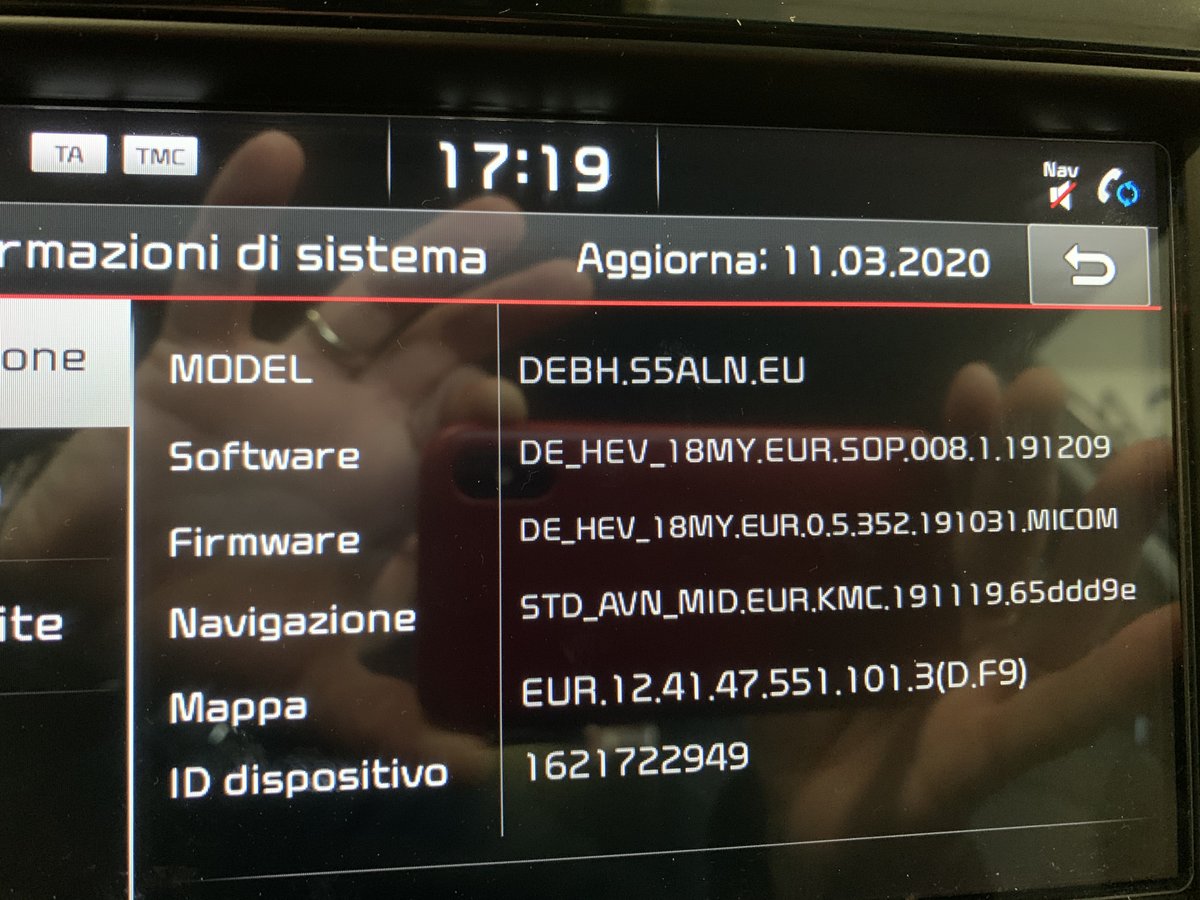 TA TMC 17:19 Nav
rmazioni di sistema Aggiorna: 11.03.2020
one
MODEL DEBH.S5ALN.EU
Software DE_HEV_18MY.EUR.SOP.008.1.191209
Firmware DE_HEV_18MY.EUR.0.5.352.191031.MICOM
ite
Navigazione STD_AVN_MID.EUR.KMC.191119.65ddd9e
Mappa EUR.12.41.47.551.101.3(D.F9)
ID dispositivo 1621722949